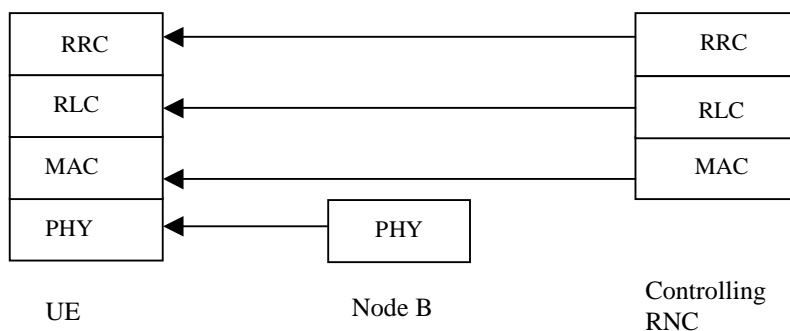 RRC
RRC
RLC
RLC
MAC
MAC
PHY
PHY
UE
Node B
Controlling
RNC